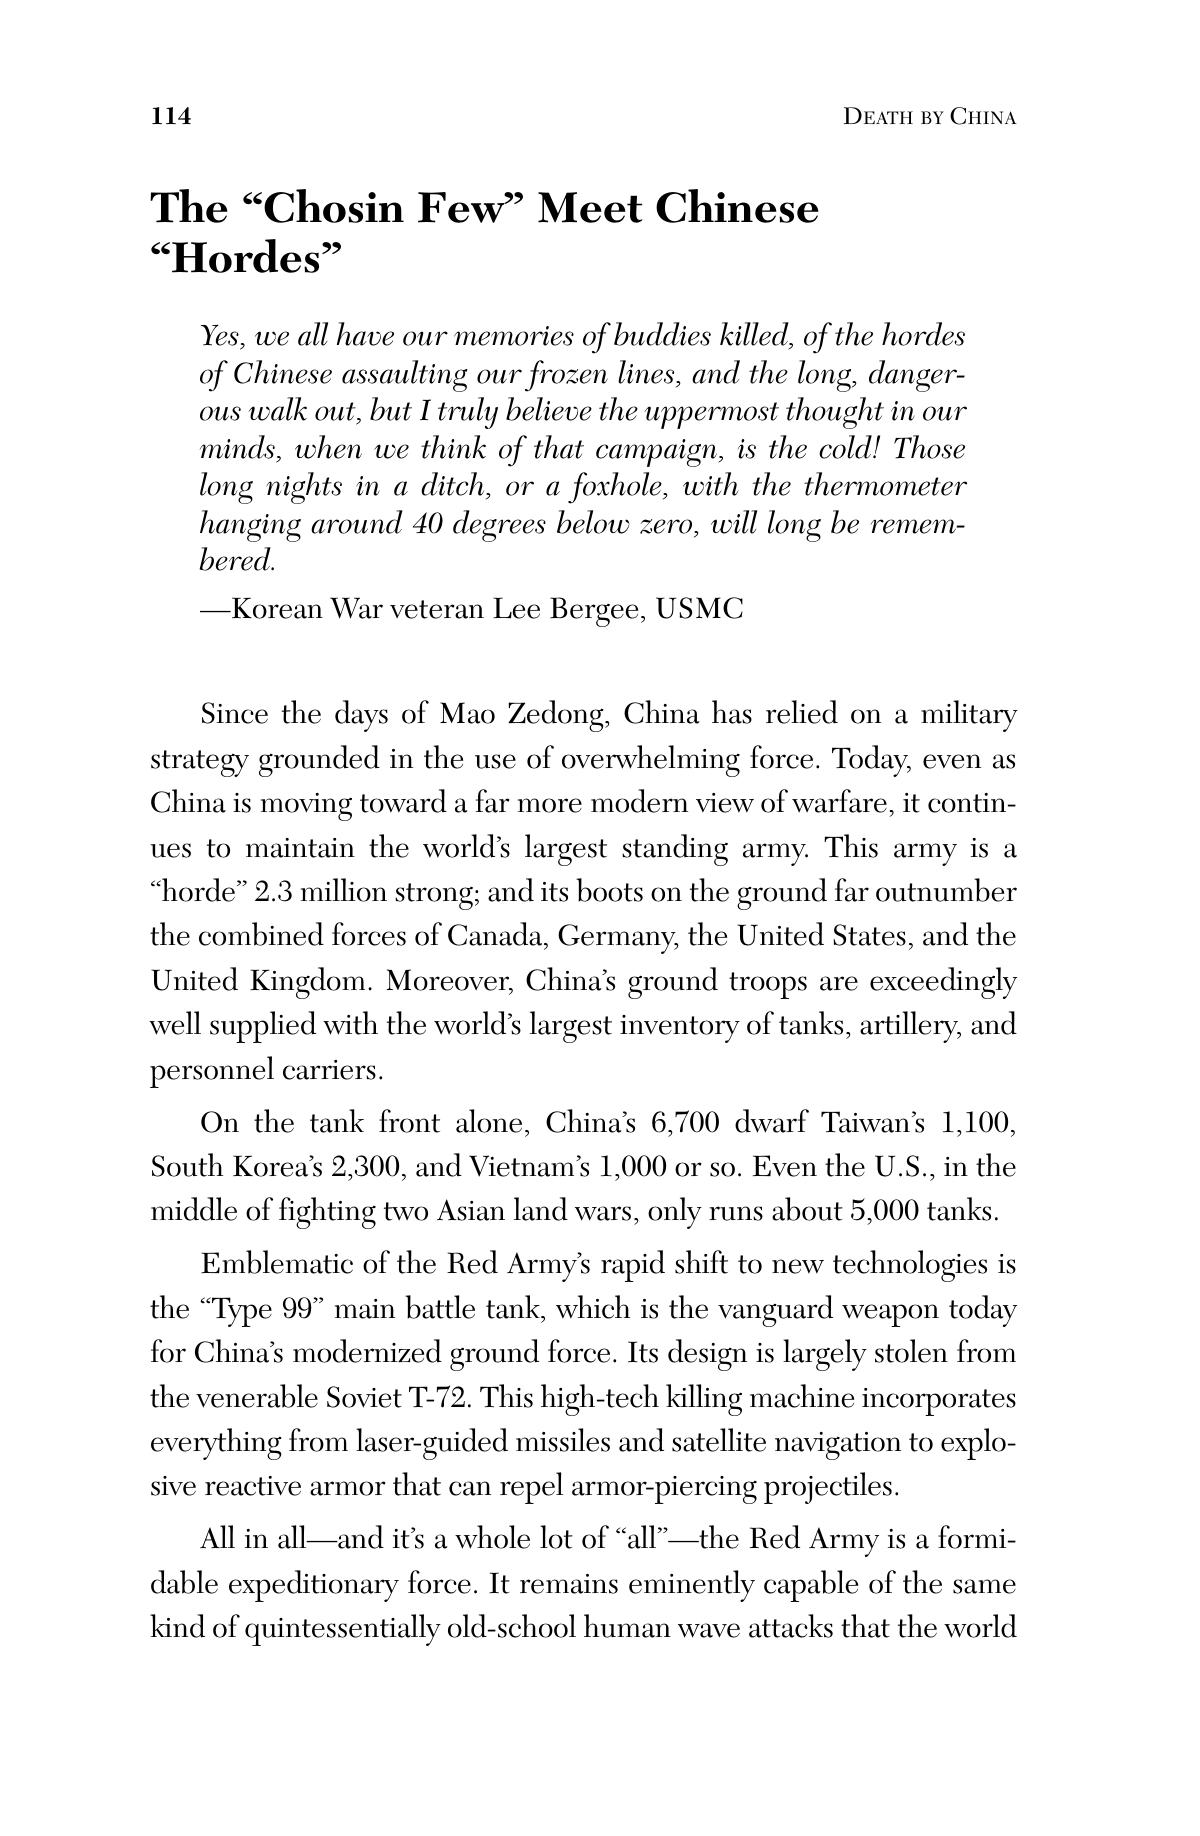 114 DEATH BY CHINA
The “Chosin Few” Meet Chinese
“Hordes”
Yes, we all have our memories of buddies killed, of the hordes
of Chinese assaulting our frozen lines, and the long, danger-
ous walk out, but I truly believe the uppermost thought in our
minds, when we think of that campaign, is the cold! Those
long nights in a ditch, or a foxhole, with the thermometer
hanging around 40 degrees below zero, will long be remem-
bered.
—Korean War veteran Lee Bergee, USMC
Since the days of Mao Zedong, China has relied on a military
strategy grounded in the use of overwhelming force. Today, even as
China is moving toward a far more modern view of warfare, it contin-
ues to maintain the world’s largest standing army. This army is a
“horde” 2.3 million strong; and its boots on the ground far outnumber
the combined forces of Canada, Germany, the United States, and the
United Kingdom. Moreover, China’s ground troops are exceedingly
well supplied with the world’s largest inventory of tanks, artillery, and
personnel carriers.
On the tank front alone, China’s 6,700 dwarf Taiwan’s 1,100,
South Korea’s 2,300, and Vietnam’s 1,000 or so. Even the U.S., in the
middle of fighting two Asian land wars, only runs about 5,000 tanks.
Emblematic of the Red Army’s rapid shift to new technologies is
the “Type 99” main battle tank, which is the vanguard weapon today
for China’s modernized ground force. Its design is largely stolen from
the venerable Soviet T-72. This high-tech killing machine incorporates
everything from laser-guided missiles and satellite navigation to explo-
sive reactive armor that can repel armor-piercing projectiles.
All in all—and it’s a whole lot of “all”—the Red Army is a formi-
dable expeditionary force. It remains eminently capable of the same
kind of quintessentially old-school human wave attacks that the world